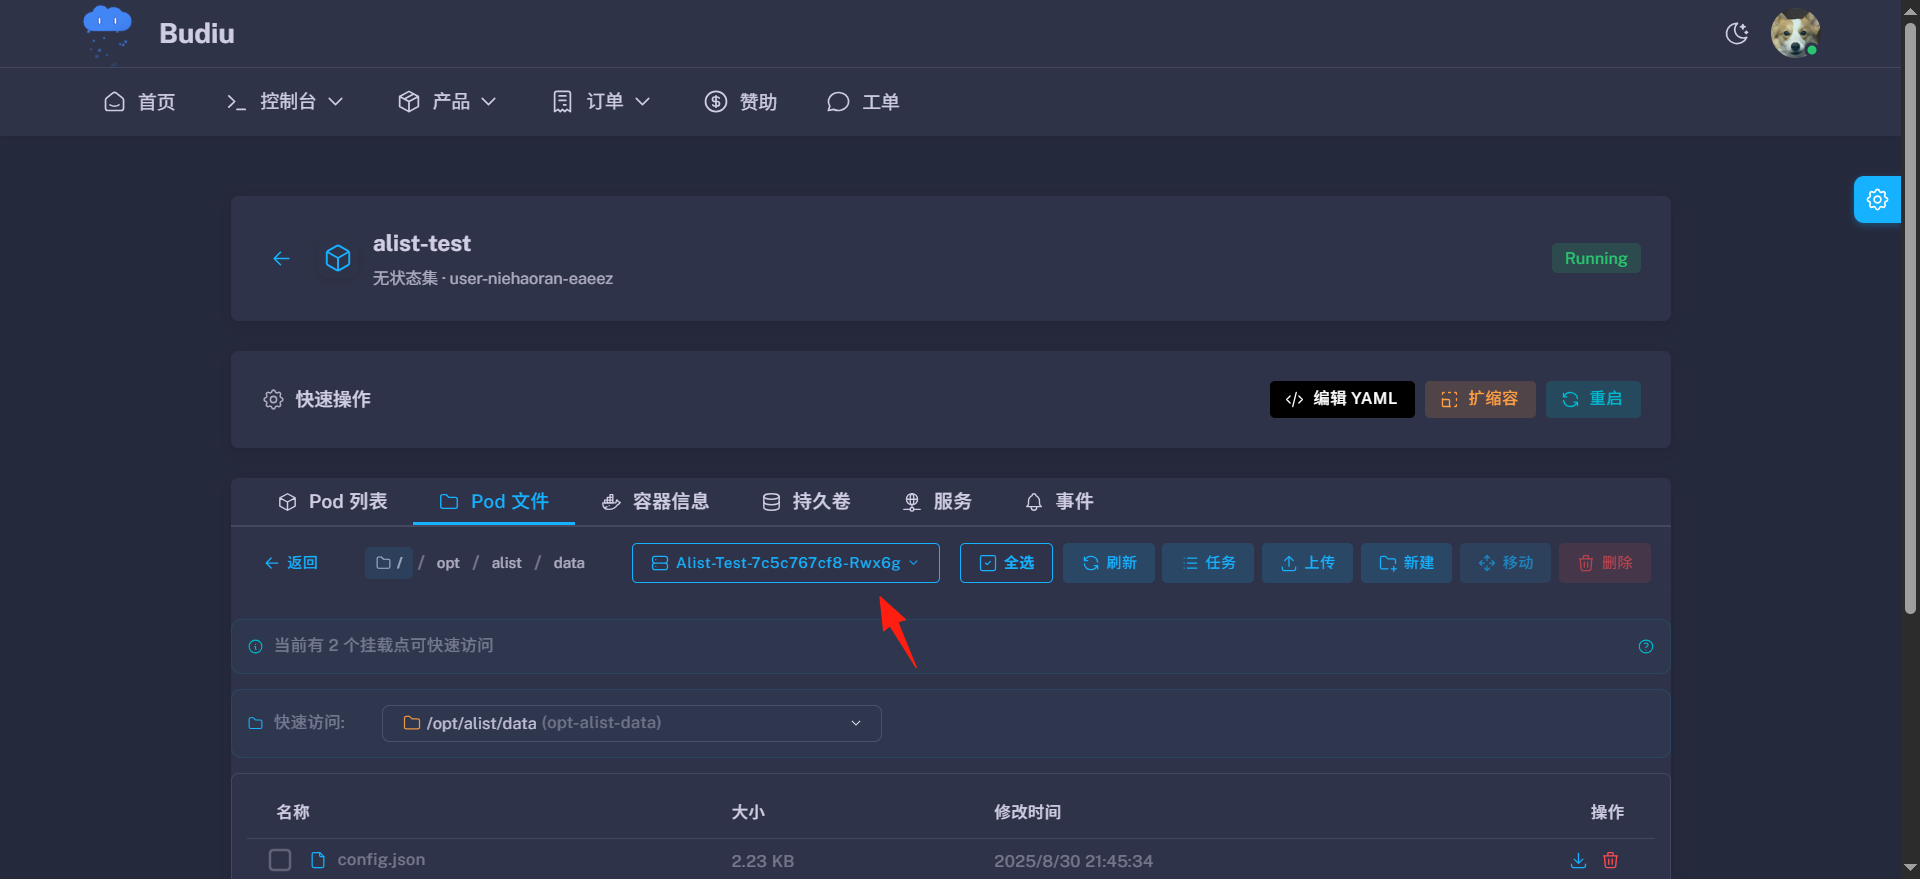 Budiu
首页 控制台 产品 订单 赞助 工单
alist-test
无状态集 · user-niehaoran-eaeez
Running
快速操作
编辑 YAML 扩缩容 重启
Pod 列表 Pod 文件 容器信息 持久卷 服务 事件
返回 / / opt / alist / data Alist-Test-7c5c767cf8-Rwx6g 全选 刷新 任务 上传 新建 移动 删除
当前有 2 个挂载点可快速访问
快速访问: /opt/alist/data (opt-alist-data)
名称 大小 修改时间 操作
config.json 2.23 KB 2025/8/30 21:45:34